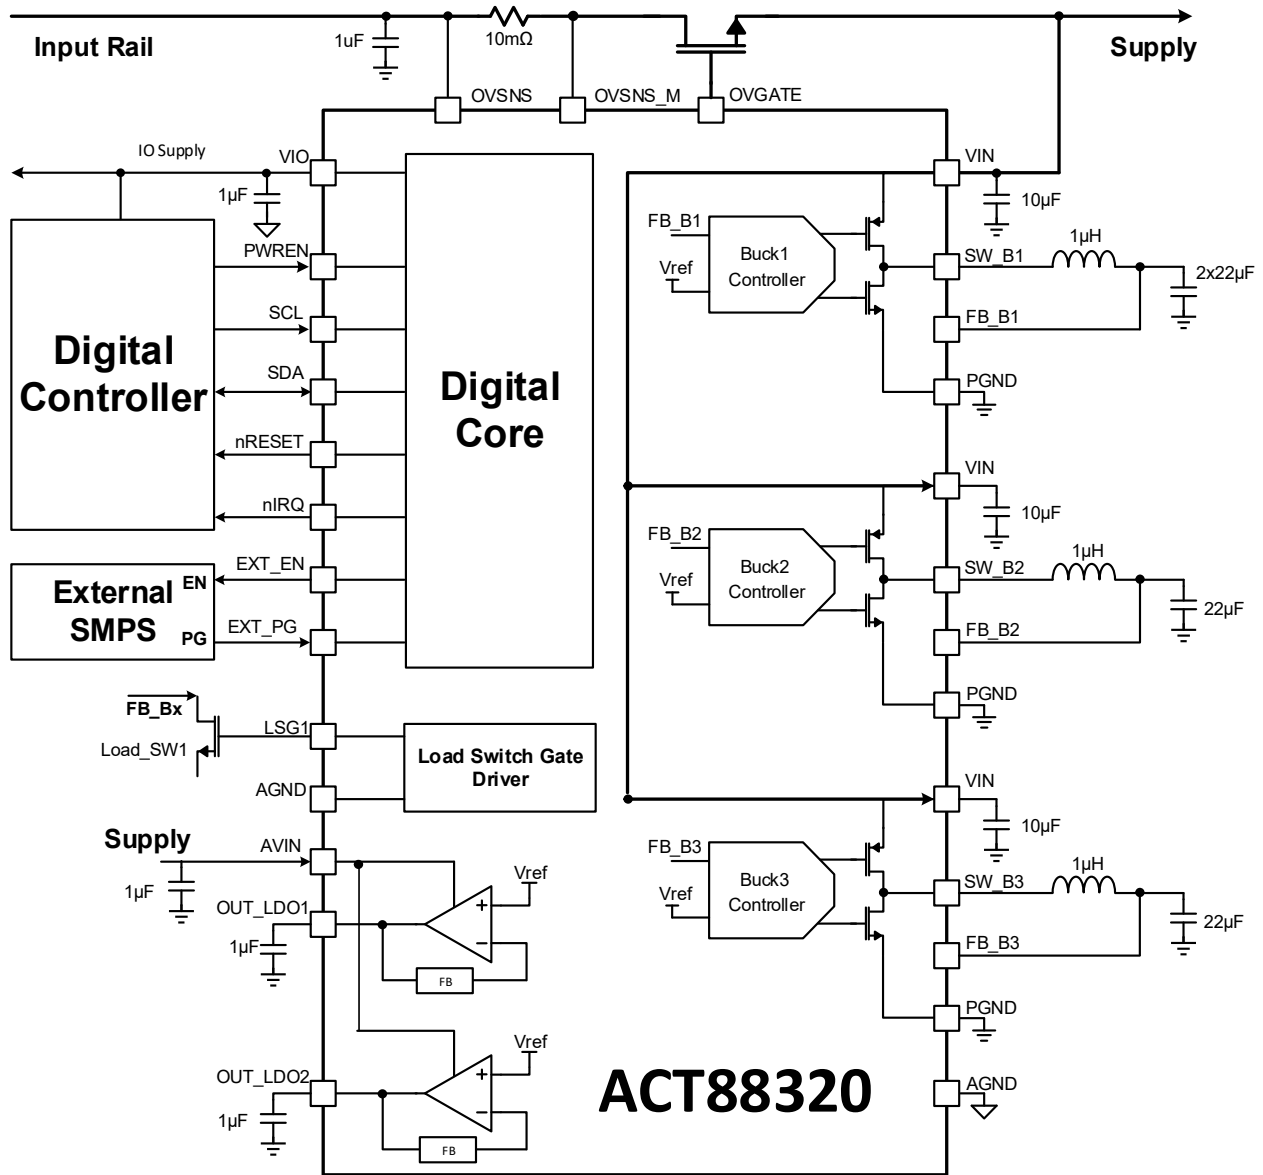 Input Rail
1uF
10mΩ
Supply
OVSNS
OVSNS_M
OVGATE
IO Supply
VIO
1µF
Digital
Controller
PWREN
SCL
SDA
nRESET
nIRQ
Digital
Core
External
SMPS
EN
PG
EXT_EN
EXT_PG
FB_Bx
Load_SW1
LSG1
AGND
Load Switch Gate
Driver
Supply
AVIN
1µF
OUT_LDO1
1µF
Vref
+
−
FB
OUT_LDO2
1µF
Vref
+
−
FB
VIN
10µF
FB_B1
Vref
Buck1
Controller
SW_B1
1µH
2x22µF
FB_B1
PGND
VIN
10µF
FB_B2
Vref
Buck2
Controller
SW_B2
1µH
22µF
FB_B2
PGND
VIN
10µF
FB_B3
Vref
Buck3
Controller
SW_B3
1µH
22µF
FB_B3
PGND
ACT88320
AGND